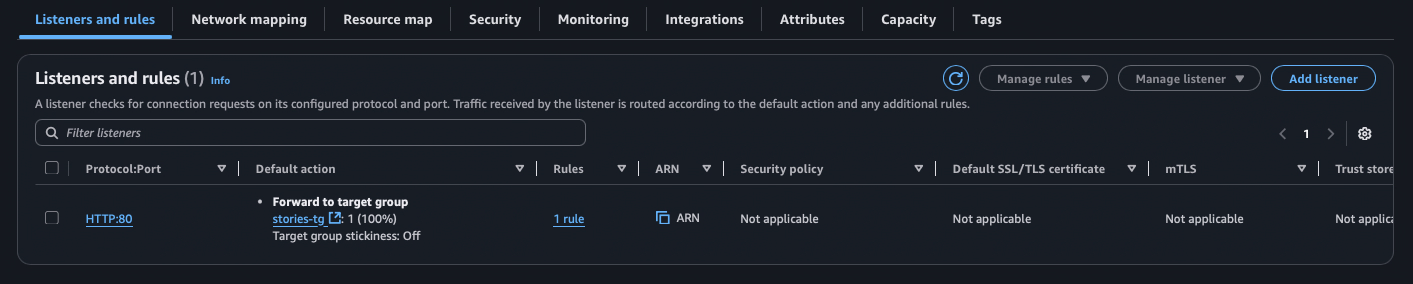 Listeners and rules Network mapping Resource map Security Monitoring Integrations Attributes Capacity Tags
Listeners and rules (1) Info
Manage rules Manage listener Add listener
A listener checks for connection requests on its configured protocol and port. Traffic received by the listener is routed according to the default action and any additional rules.
Filter listeners
1
Protocol:Port Default action Rules ARN Security policy Default SSL/TLS certificate mTLS Trust store
HTTP:80
• Forward to target group
stories-tg : 1 (100%)
Target group stickiness: Off
1 rule
ARN
Not applicable
Not applicable
Not applicable
Not